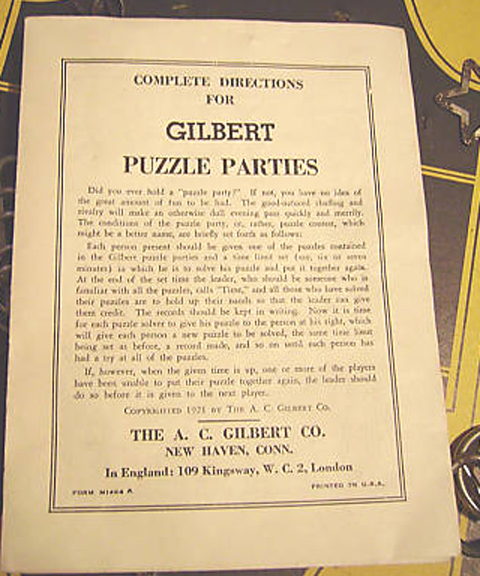 COMPLETE DIRECTIONS
FOR
GILBERT
PUZZLE PARTIES
Did you ever hold a "puzzle party?" If not, you have no idea of
the great amount of fun to be had. The good-natured chaffing and
rivalry will make an otherwise dull evening pass quickly and merrily.
The conditions of the puzzle party, or, rather, puzzle contest, which
might be a better name, are briefly set forth as follows:
Each person present should be given one of the puzzles contained
in the Gilbert puzzle parties and a time limit set (say, six or seven
minutes) in which he is to solve his puzzle and put it together again.
At the end of the set time the leader, who should be someone who is
familiar with all the puzzles, calls "Time," and all those who have solved
their puzzles are to hold up their hands so that the leader can give
them credit. The records should be kept in writing. Now it is time
for each puzzle solver to give his puzzle to the person at his right, which
will give each person a new puzzle to be solved, the same time limit
being set as before, a record made, and so on until each person has
had a try at all of the puzzles.
If, however, when the given time is up, one or more of the players
have been unable to put their puzzle together again, the leader should
do so before it is given to the next player.
COPYRIGHTED 1921 BY THE A. C. GILBERT CO.
THE A. C. GILBERT CO.
NEW HAVEN, CONN.
In England: 109 Kingsway, W. C. 2, London
FORM M1464 A
PRINTED IN U.S.A.